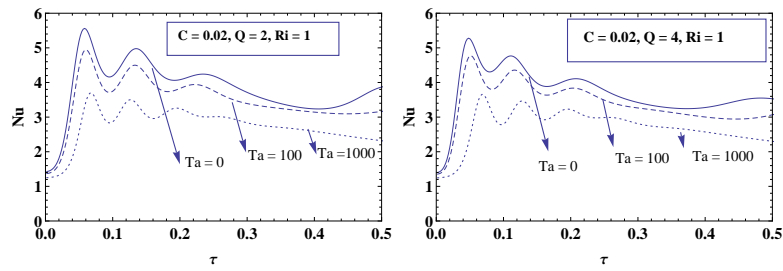 C = 0.02, Q = 2, Ri = 1
Nu
6
5
4
3
2
1
0
Ta = 0
Ta = 100
Ta =1000
0.0 0.1 0.2 0.3 0.4 0.5
τ
C = 0.02, Q = 4, Ri = 1
Nu
6
5
4
3
2
1
0
Ta = 0
Ta = 100
Ta = 1000
0.0 0.1 0.2 0.3 0.4 0.5
τ